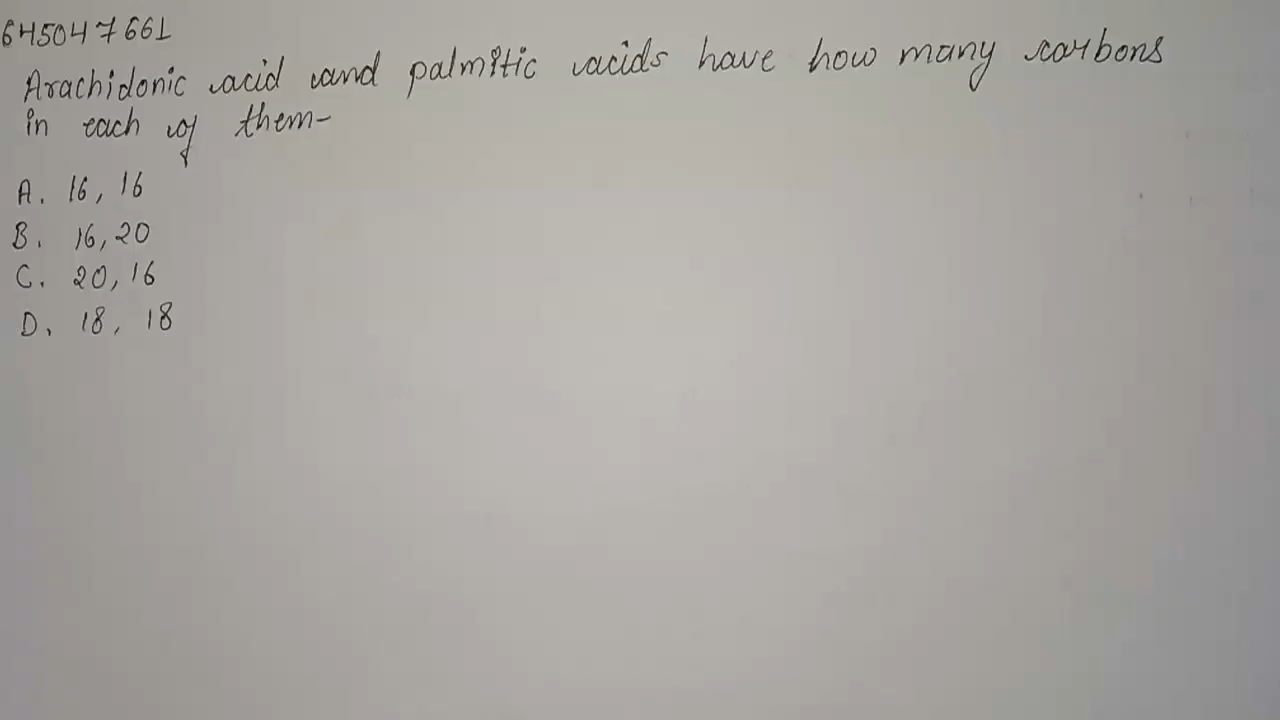 645047661
Arachidonic acid and palmitic acids have how many carbons
in each of them-
A. 16, 16
B. 16, 20
C. 20, 16
D. 18, 18